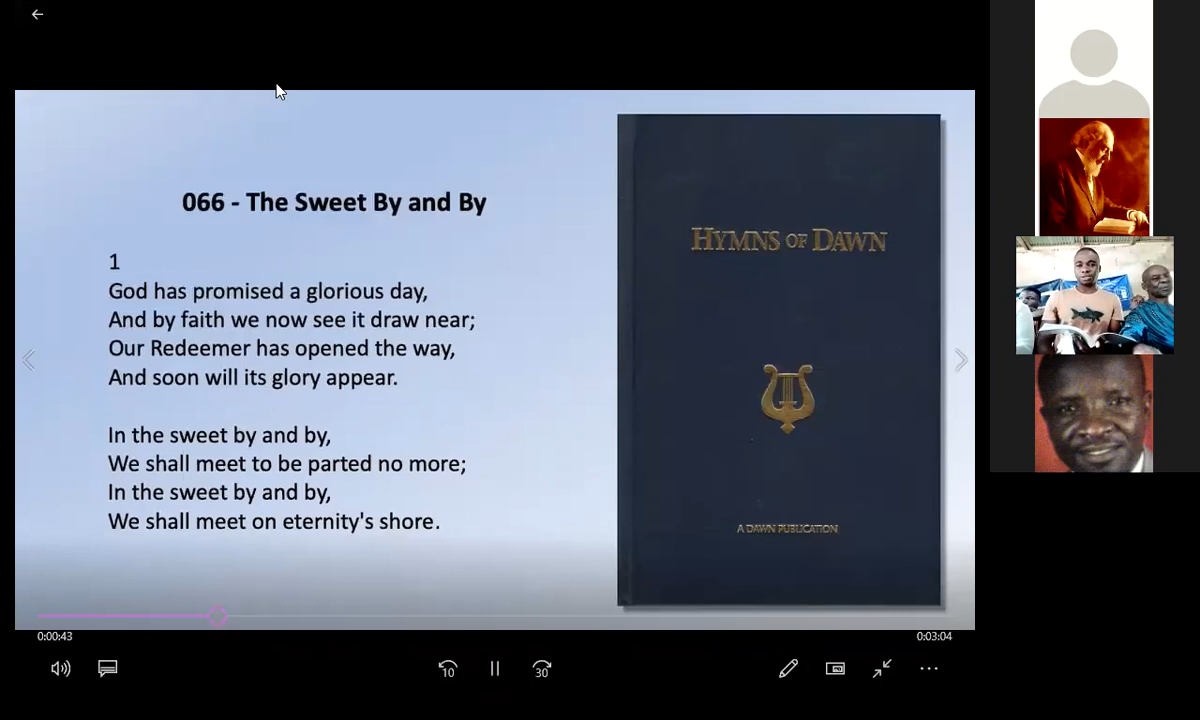 066 - The Sweet By and By
1
God has promised a glorious day,
And by faith we now see it draw near;
Our Redeemer has opened the way,
And soon will its glory appear.
In the sweet by and by,
We shall meet to be parted no more;
In the sweet by and by,
We shall meet on eternity's shore.
HYMNS OF DAWN
A DAWN PUBLICATION
0:00:43
0:03:04
10
30